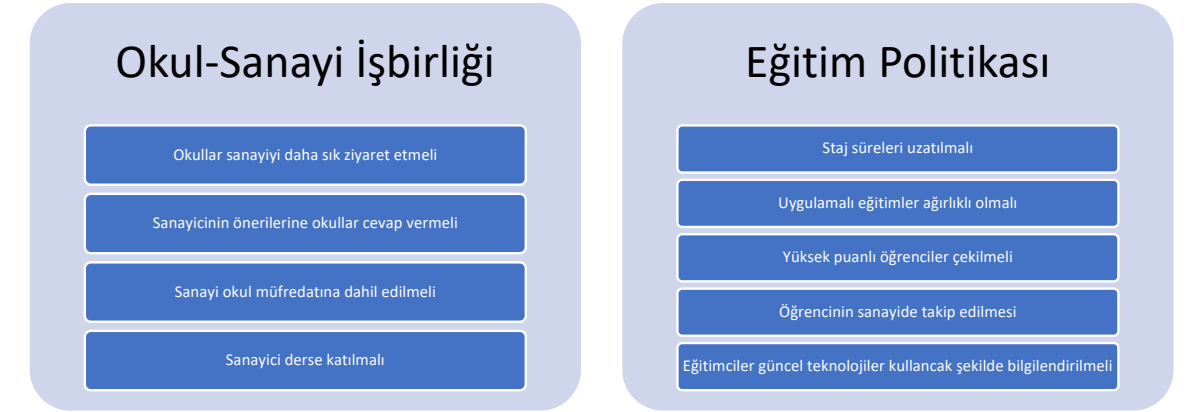 Okul-Sanayi İşbirliği
Okullar sanayiyi daha sık ziyaret etmeli
Sanayicinin önerilerine okullar cevap vermeli
Sanayi okul müfredatına dahil edilmeli
Sanayici derse katılmalı
Eğitim Politikası
Staj süreleri uzatılmalı
Uygulamalı eğitimler ağırlıklı olmalı
Yüksek puanlı öğrenciler çekilmeli
Öğrencinin sanayide takip edilmesi
Eğitimciler güncel teknolojiler kullancak şekilde bilgilendirilmeli